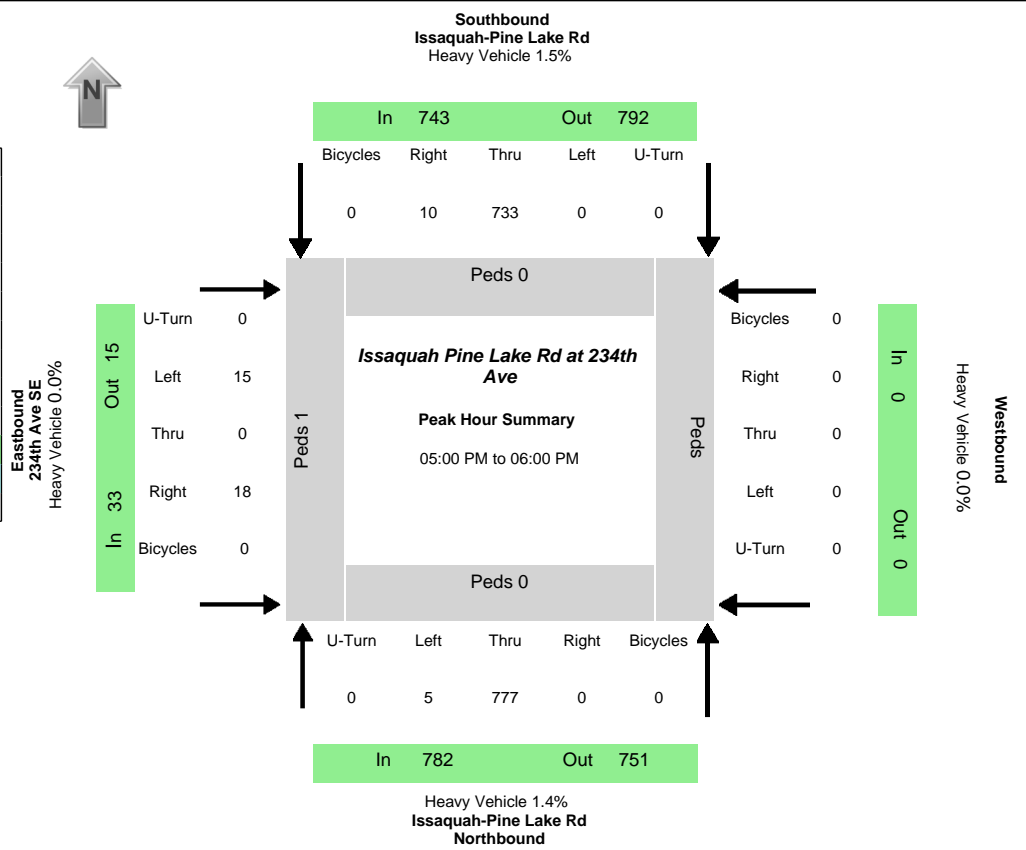 Southbound
Issaquah-Pine Lake Rd
Heavy Vehicle 1.5%
N
In 743 Out 792
Bicycles Right Thru Left U-Turn
0 10 733 0 0
Peds 0
Eastbound
234th Ave SE
Heavy Vehicle 0.0%
Out 15
In 33
U-Turn 0
Left 15
Thru 0
Right 18
Bicycles 0
Peds 1
Issaquah Pine Lake Rd at 234th
Ave
Peak Hour Summary
05:00 PM to 06:00 PM
Peds
Bicycles 0
Right 0
Thru 0
Left 0
U-Turn 0
In 0
Out 0
Heavy Vehicle 0.0%
Westbound
Peds 0
U-Turn Left Thru Right Bicycles
0 5 777 0 0
In 782 Out 751
Heavy Vehicle 1.4%
Issaquah-Pine Lake Rd
Northbound